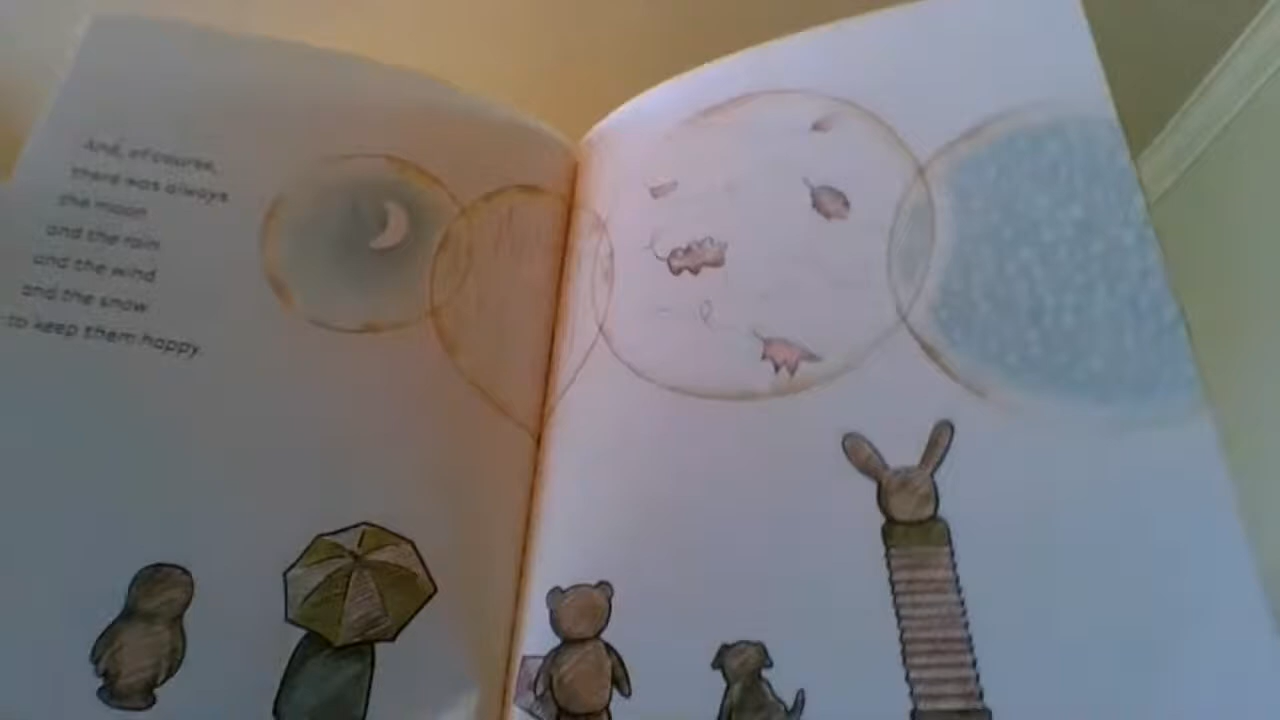 And, of course,
there was always
the moon
and the rain
and the wind
and the snow
to keep them happy.